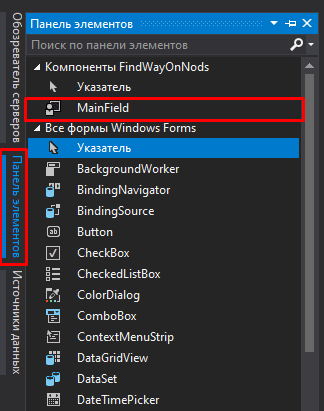 Обозреватель серверов
Панель элементов
Источники данных
Панель элементов
Поиск по панели элементов
Компоненты FindWayOnNods
Указатель
MainField
Все формы Windows Forms
Указатель
BackgroundWorker
BindingNavigator
BindingSource
Button
CheckBox
CheckedListBox
ColorDialog
ComboBox
ContextMenuStrip
DataGridView
DataSet
DateTimePicker